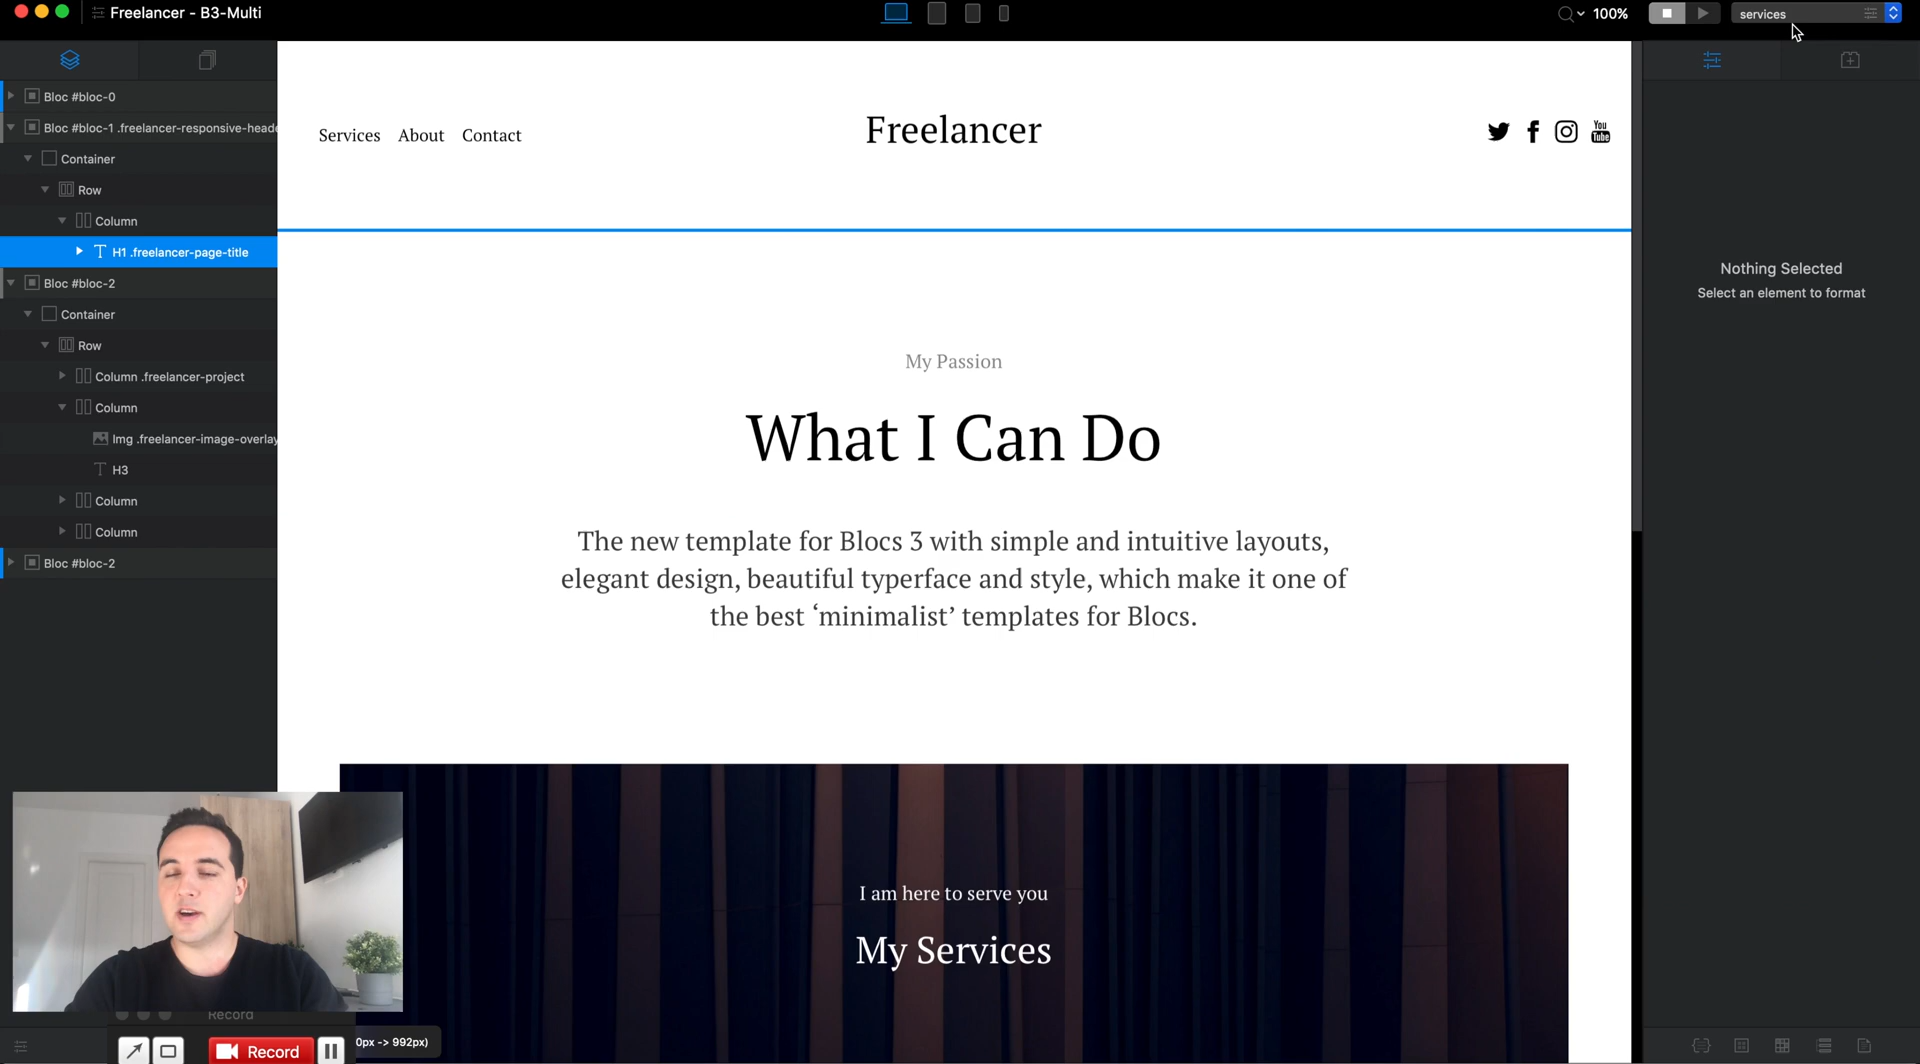 Freelancer - B3-Multi
100%
services
Bloc #bloc-0
Bloc #bloc-1 .freelancer-responsive-heade
Container
Row
Column
H1 .freelancer-page-title
Bloc #bloc-2
Container
Row
Column .freelancer-project
Column
Img .freelancer-image-overlay
H3
Column
Column
Bloc #bloc-2
Services About Contact
Freelancer
You
Tube
My Passion
What I Can Do
The new template for Blocs 3 with simple and intuitive layouts,
elegant design, beautiful typerface and style, which make it one of
the best ‘minimalist’ templates for Blocs.
I am here to serve you
My Services
Nothing Selected
Select an element to format
Record
Record
0px -> 992px)